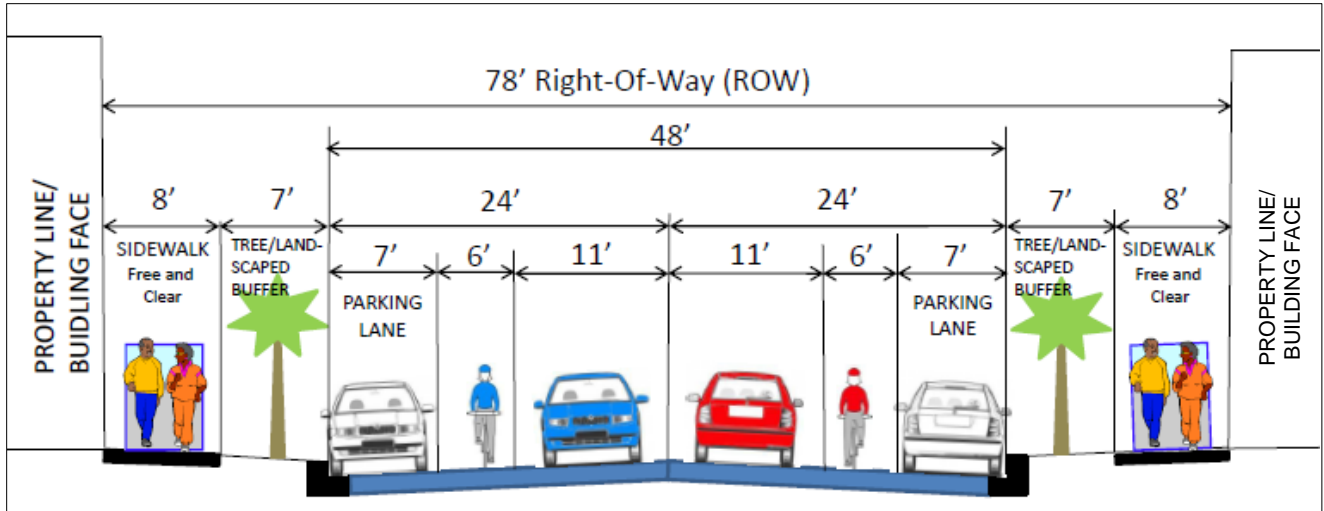 78’ Right-Of-Way (ROW)
48’
8’
7’
24’
24’
7’
8’
PROPERTY LINE/
BUIDLING FACE
SIDEWALK
Free and
Clear
TREE/LAND-
SCAPED
BUFFER
7’
6’
11’
11’
6’
7’
PARKING
LANE
PARKING
LANE
TREE/LAND-
SCAPED
BUFFER
SIDEWALK
Free and
Clear
PROPERTY LINE/
BUILDING FACE